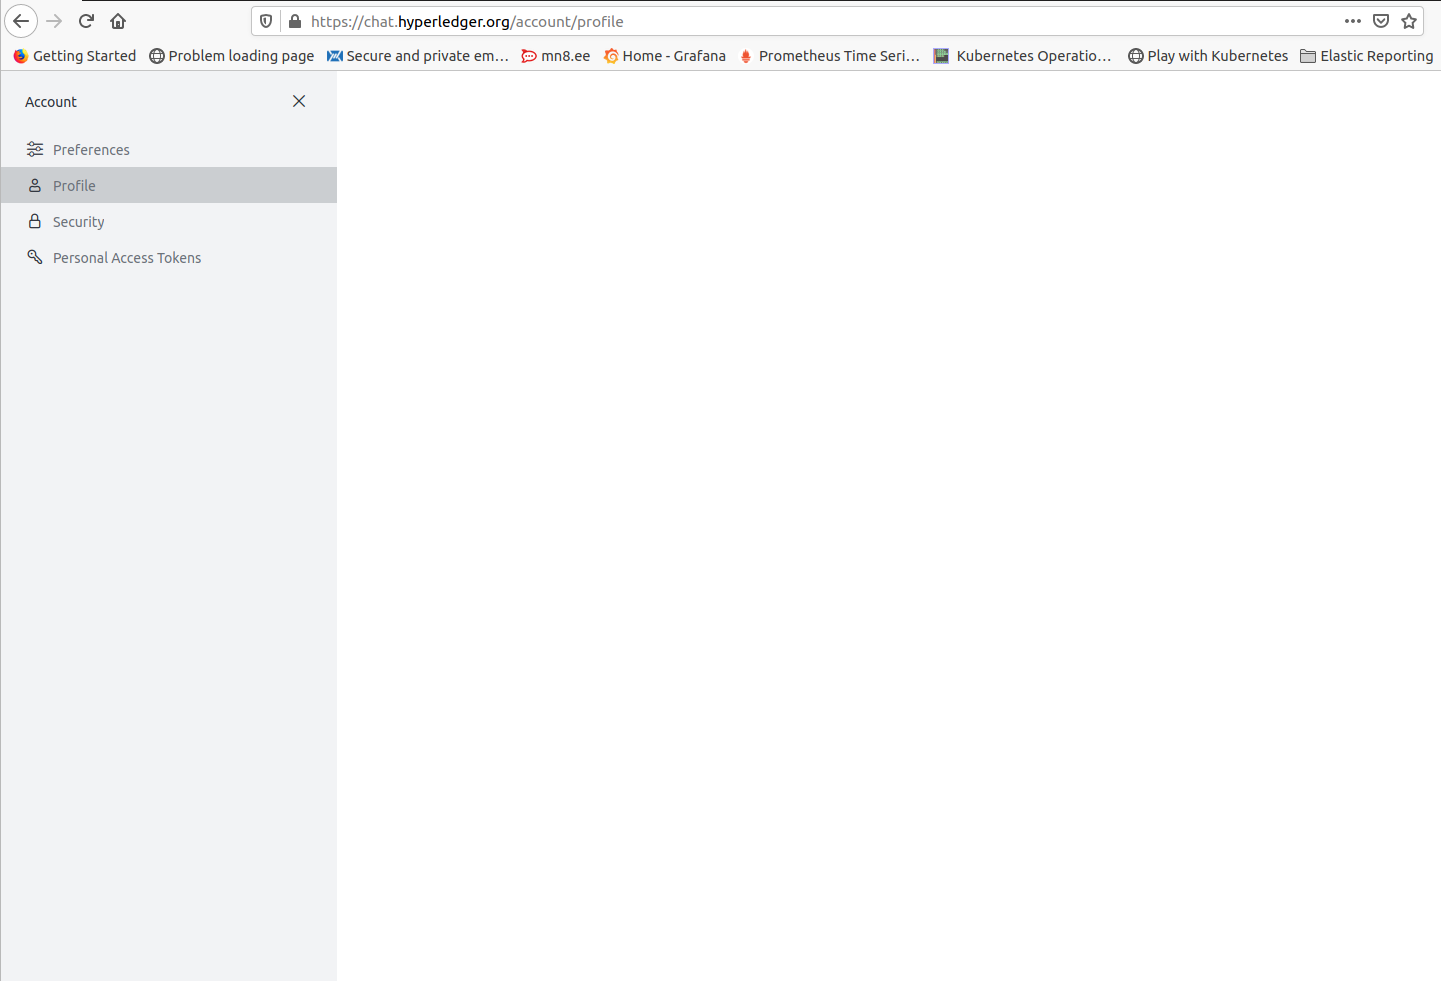 https://chat.hyperledger.org/account/profile
Getting Started Problem loading page Secure and private em... mn8.ee Home - Grafana Prometheus Time Seri... Kubernetes Operatio... Play with Kubernetes Elastic Reporting
Account
Preferences
Profile
Security
Personal Access Tokens